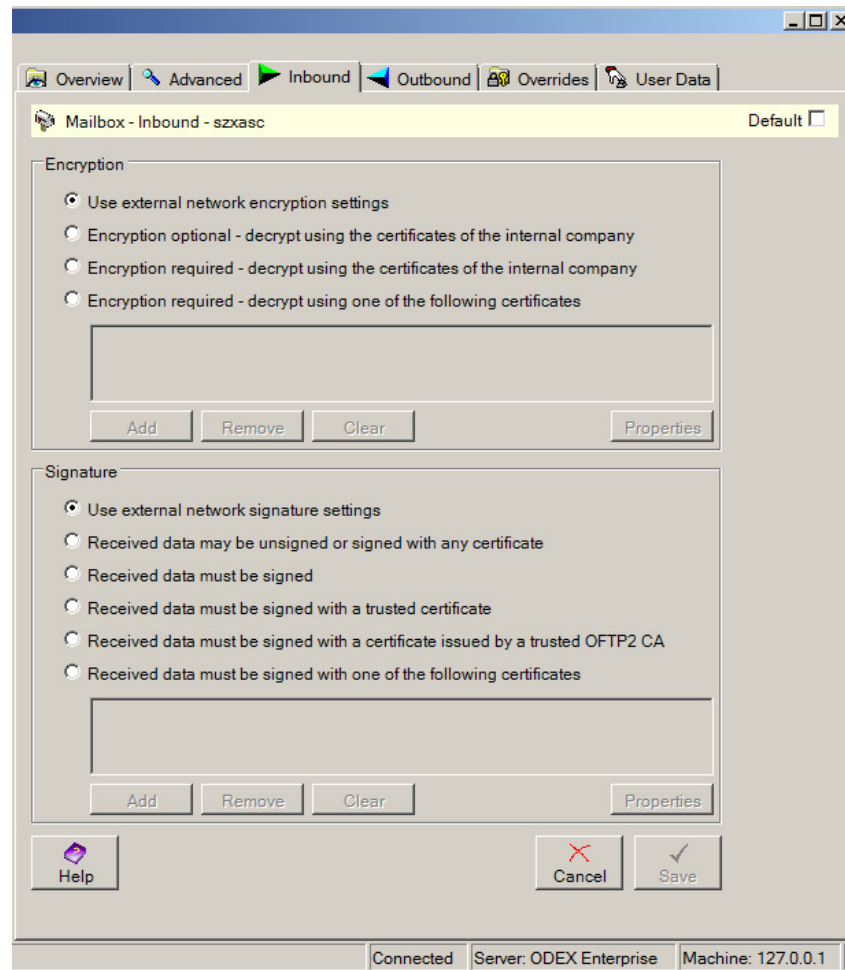 Overview Advanced Inbound Outbound Overrides User Data
Mailbox - Inbound - szxasc Default
Encryption
Use external network encryption settings
Encryption optional - decrypt using the certificates of the internal company
Encryption required - decrypt using the certificates of the internal company
Encryption required - decrypt using one of the following certificates
Add Remove Clear Properties
Signature
Use external network signature settings
Received data may be unsigned or signed with any certificate
Received data must be signed
Received data must be signed with a trusted certificate
Received data must be signed with a certificate issued by a trusted OFTP2 CA
Received data must be signed with one of the following certificates
Add Remove Clear Properties
Help Cancel Save
Connected Server: ODEX Enterprise Machine: 127.0.0.1